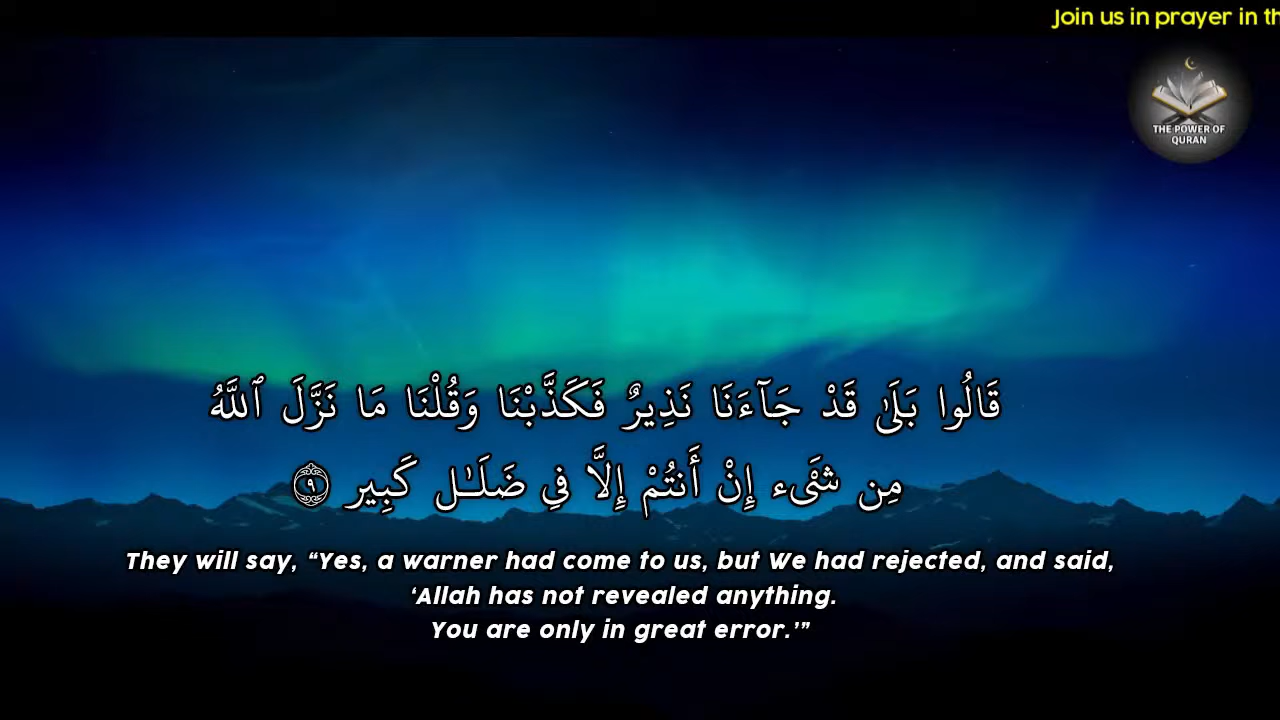 Join us in prayer in th
THE POWER OF
QURAN
قَالُوا بَلَىٰ قَدْ جَآءَنَا نَذِيرٌ فَكَذَّبْنَا وَقُلْنَا مَا نَزَّلَ ٱللَّهُ
مِن شَىْء إِنْ أَنتُمْ إِلَّا فِى ضَلَـٰل كَبِير ٩
They will say, “Yes, a warner had come to us, but We had rejected, and said,
‘Allah has not revealed anything.
You are only in great error.’”